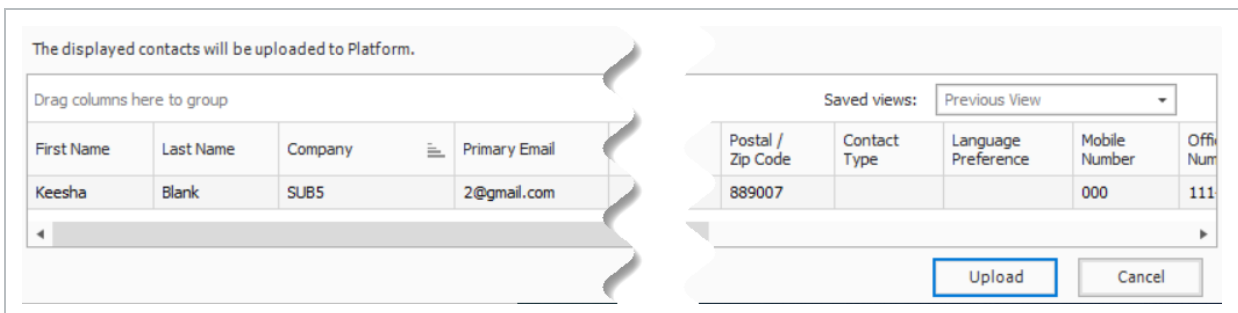 The displayed contacts will be uploaded to Platform.
Drag columns here to group
Saved views: Previous View
First Name Last Name Company Primary Email Postal / Zip Code Contact Type Language Preference Mobile Number
Keesha Blank SUB5 2@gmail.com 889007 000 111
Upload Cancel